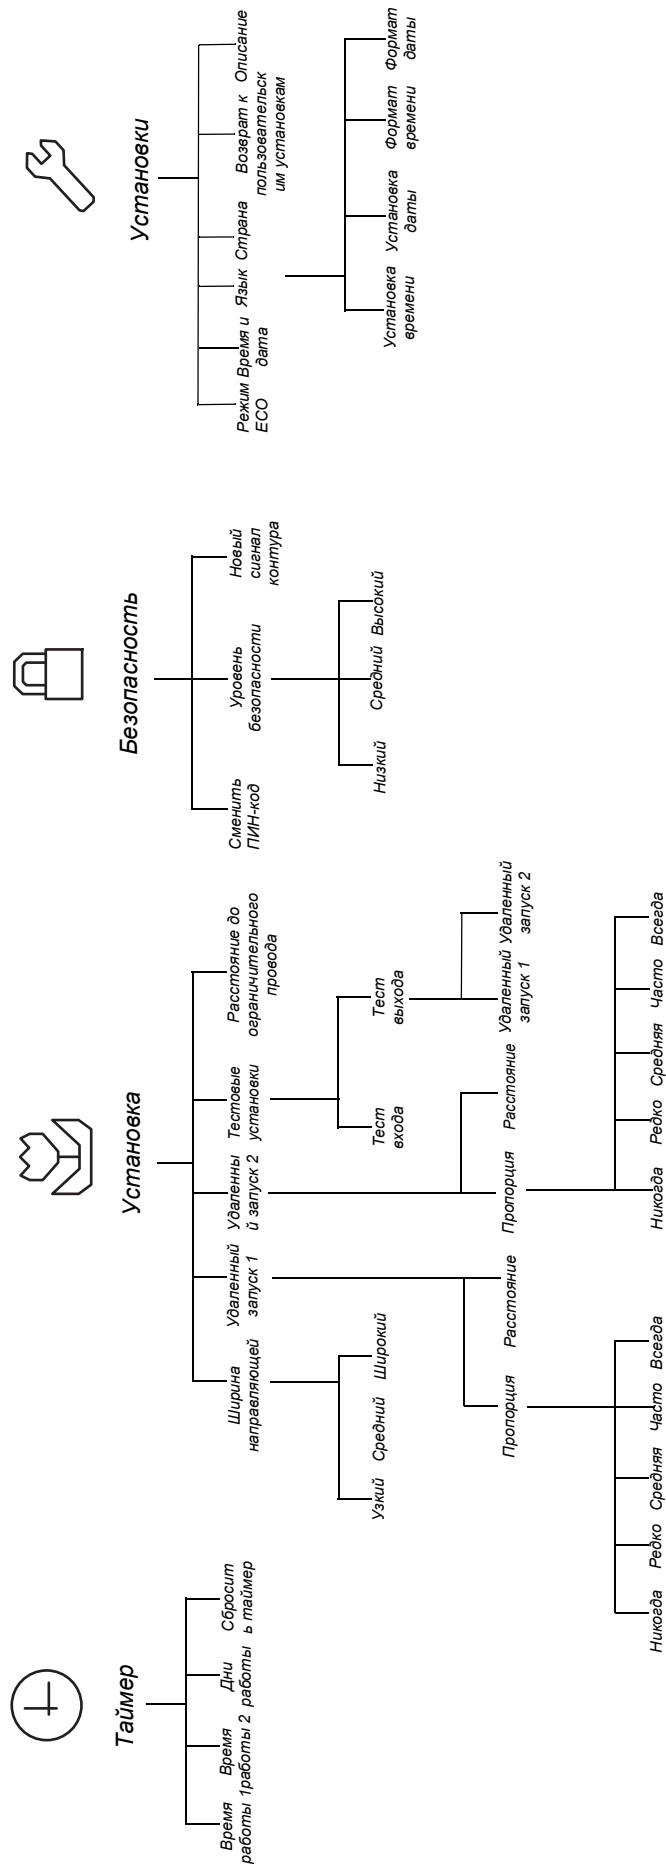 Таймер
Время
работы 1
Время
работы 2
Дни
работы
Сбросит
ь таймер
Установка
Ширина
направляющей
Удаленный
запуск 1
Удаленны
й запуск 2
Тестовые
установки
Расстояние до
ограничительного
провода
Узкий
Средний
Широкий
Тест
входа
Тест
выхода
Пропорция
Расстояние
Пропорция
Расстояние
Удаленный
запуск 1
Удаленный
запуск 2
Никогда
Редко
Средняя
Часто
Всегда
Никогда
Редко
Средняя
Часто
Всегда
Безопасность
Сменить
ПИН-код
Уровень
безопасности
Новый
сигнал
контура
Низкий
Средний
Высокий
Установки
Режим
ECO
Время и
дата
Язык
Страна
Возврат к
пользовательск
им установкам
Описание
Установка
времени
Установка
даты
Формат
времени
Формат
даты